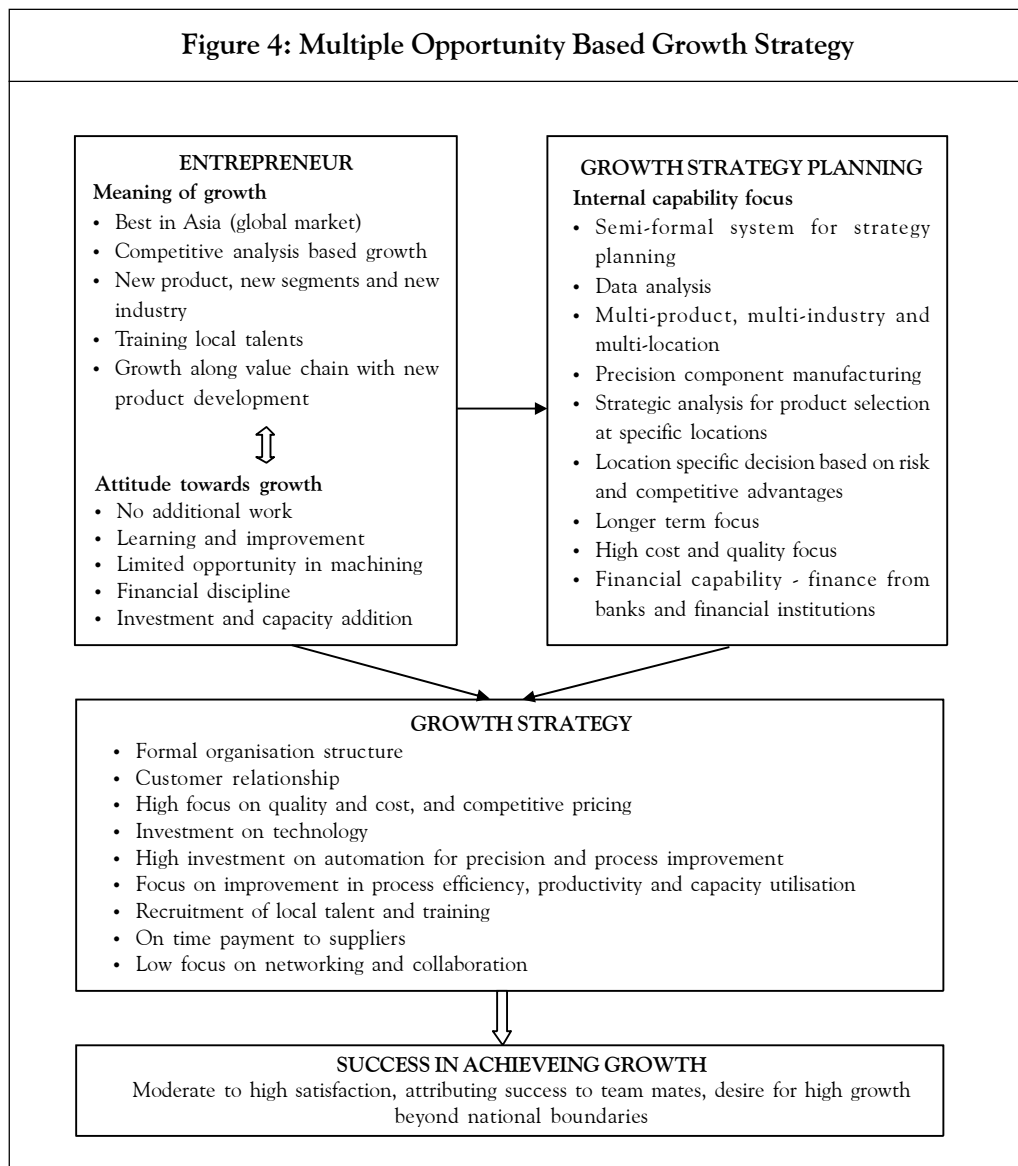 Figure 4: Multiple Opportunity Based Growth Strategy
ENTREPRENEUR
Meaning of growth
• Best in Asia (global market)
• Competitive analysis based growth
• New product, new segments and new
industry
• Training local talents
• Growth along value chain with new
product development
Attitude towards growth
• No additional work
• Learning and improvement
• Limited opportunity in machining
• Financial discipline
• Investment and capacity addition
GROWTH STRATEGY PLANNING
Internal capability focus
• Semi-formal system for strategy
planning
• Data analysis
• Multi-product, multi-industry and
multi-location
• Precision component manufacturing
• Strategic analysis for product selection
at specific locations
• Location specific decision based on risk
and competitive advantages
• Longer term focus
• High cost and quality focus
• Financial capability - finance from
banks and financial institutions
GROWTH STRATEGY
• Formal organisation structure
• Customer relationship
• High focus on quality and cost, and competitive pricing
• Investment on technology
• High investment on automation for precision and process improvement
• Focus on improvement in process efficiency, productivity and capacity utilisation
• Recruitment of local talent and training
• On time payment to suppliers
• Low focus on networking and collaboration
SUCCESS IN ACHIEVEING GROWTH
Moderate to high satisfaction, attributing success to team mates, desire for high growth
beyond national boundaries